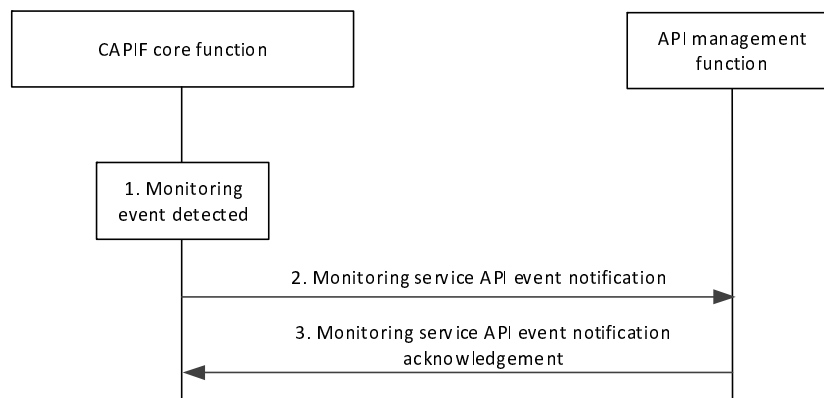 CAPIF core function
API management
function
1. Monitoring
event detected
2. Monitoring service API event notification
3. Monitoring service API event notification
acknowledgement